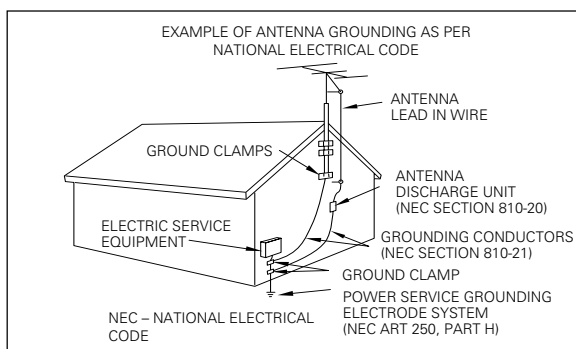 EXAMPLE OF ANTENNA GROUNDING AS PER
NATIONAL ELECTRICAL CODE
ANTENNA
LEAD IN WIRE
GROUND CLAMPS
ANTENNA
DISCHARGE UNIT
(NEC SECTION 810-20)
ELECTRIC SERVICE
EQUIPMENT
GROUNDING CONDUCTORS
(NEC SECTION 810-21)
GROUND CLAMP
POWER SERVICE GROUNDING
ELECTRODE SYSTEM
(NEC ART 250, PART H)
NEC – NATIONAL ELECTRICAL
CODE